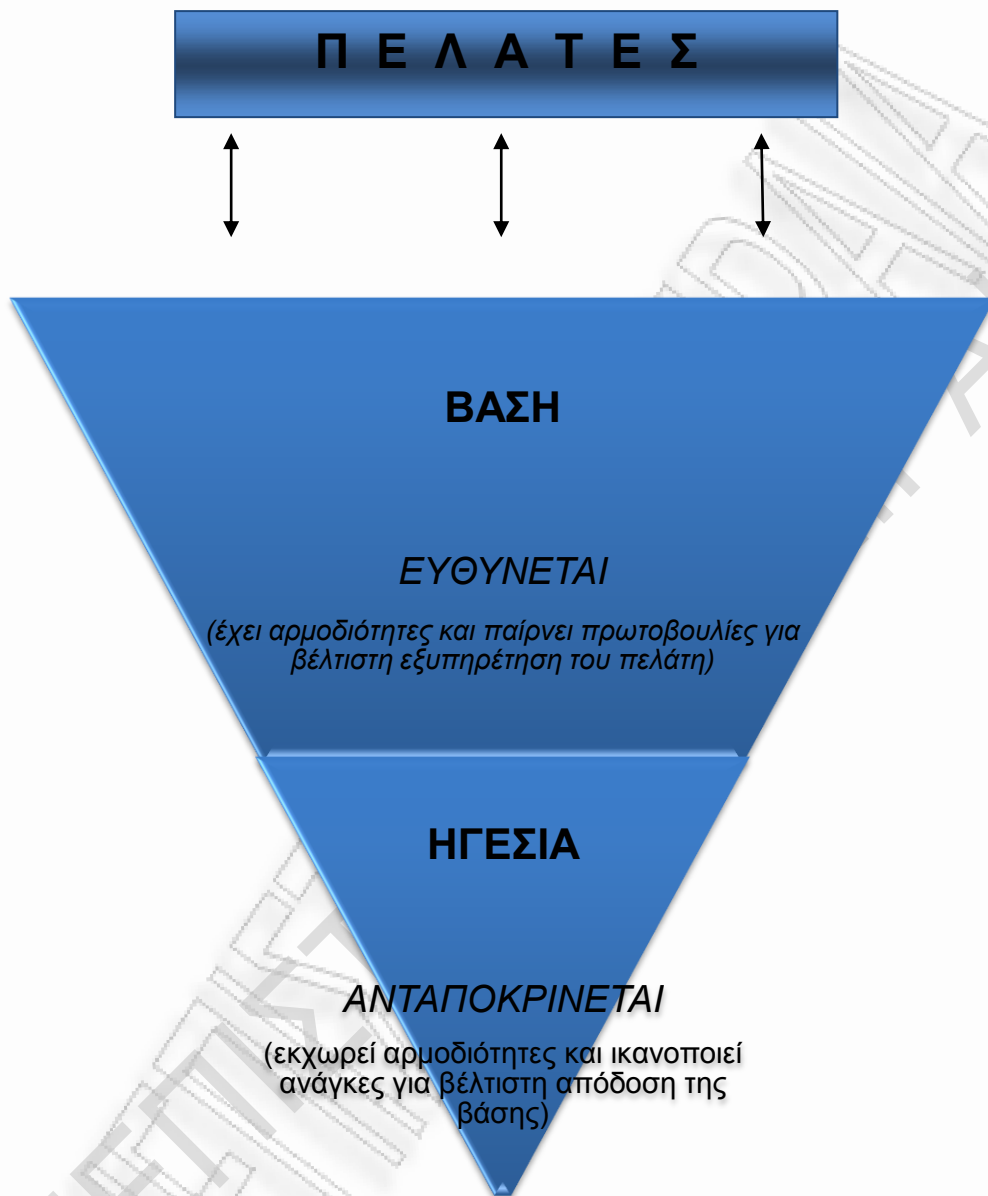 Π Ε Λ Α Τ Ε Σ
ΒΑΣΗ
ΕΥΘΥΝΕΤΑΙ
(έχει αρμοδιότητες και παίρνει πρωτοβουλίες για
βέλτιστη εξυπηρέτηση του πελάτη)
ΗΓΕΣΙΑ
ΑΝΤΑΠΟΚΡΙΝΕΤΑΙ
(εκχωρεί αρμοδιότητες και ικανοποιεί
ανάγκες για βέλτιστη απόδοση της
βάσης)